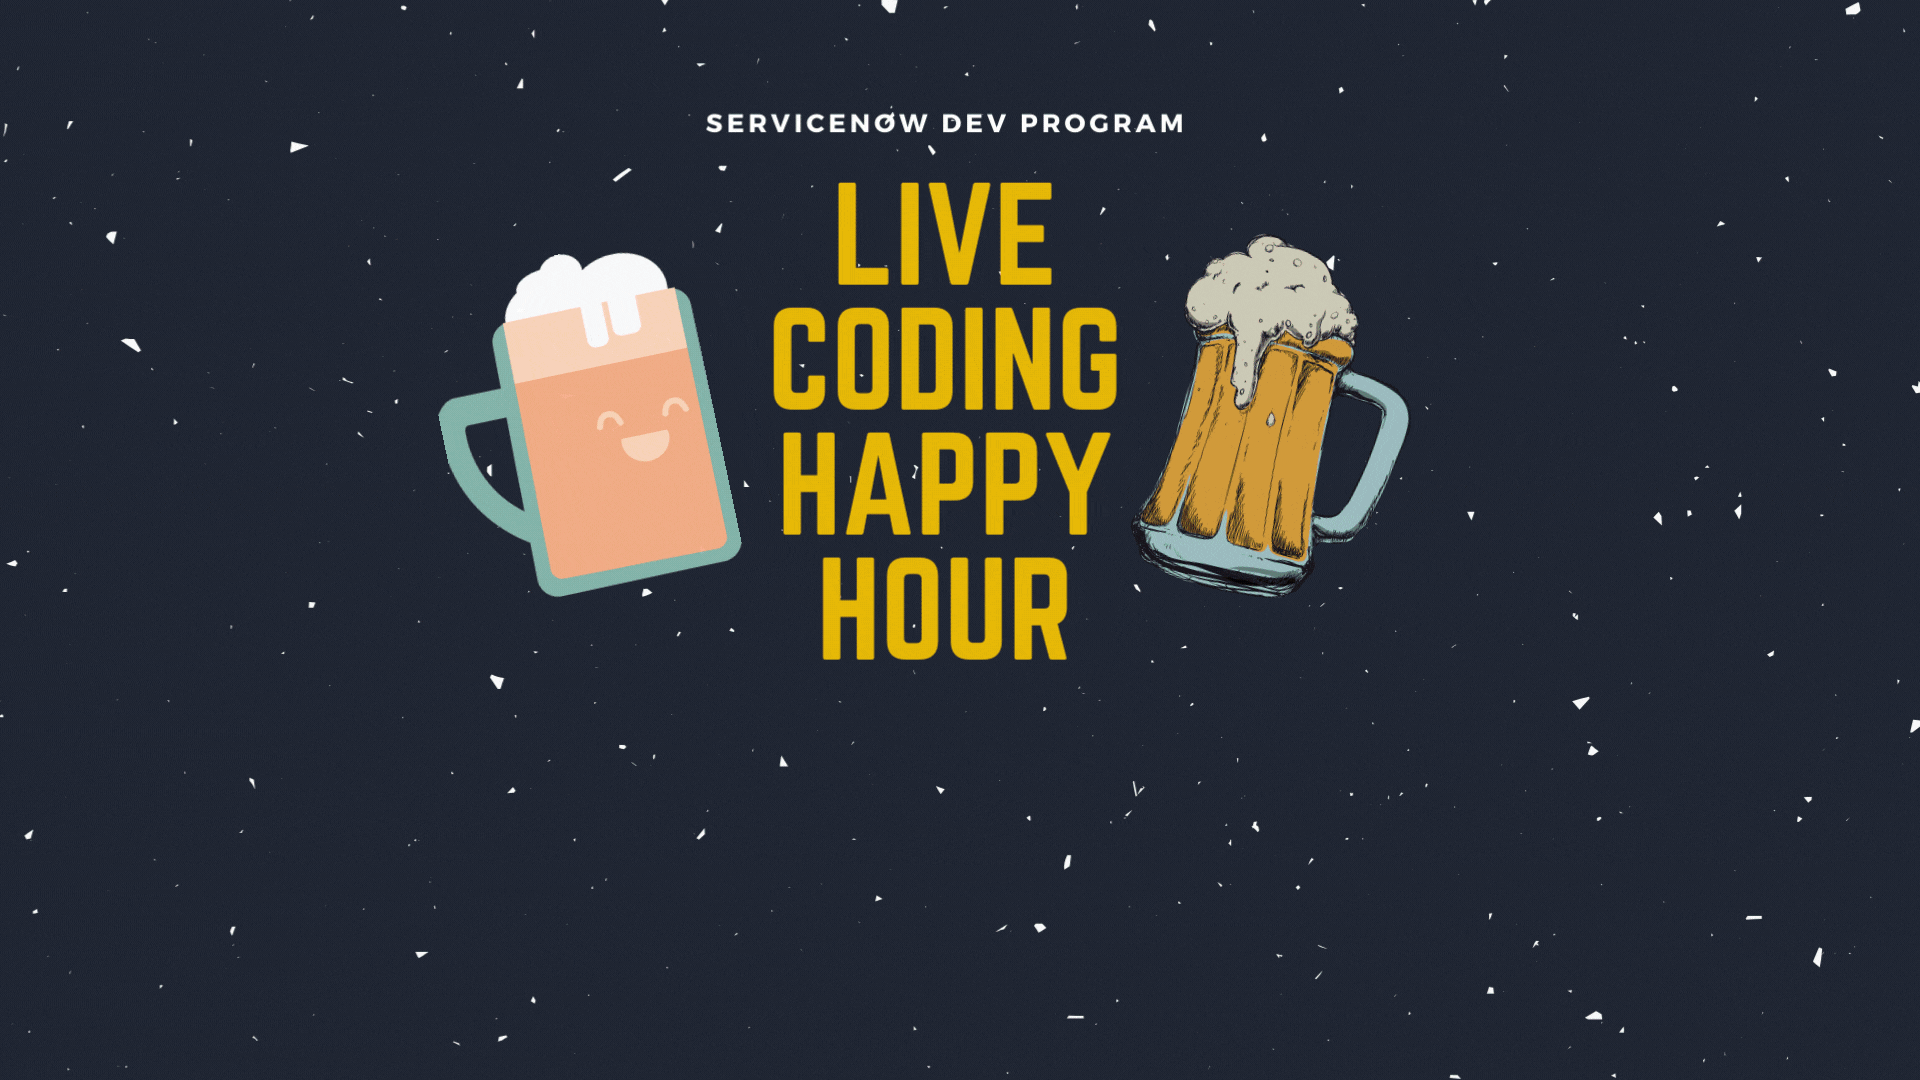 SERVICENOW DEV PROGRAM
LIVE
CODING
HAPPY
HOUR